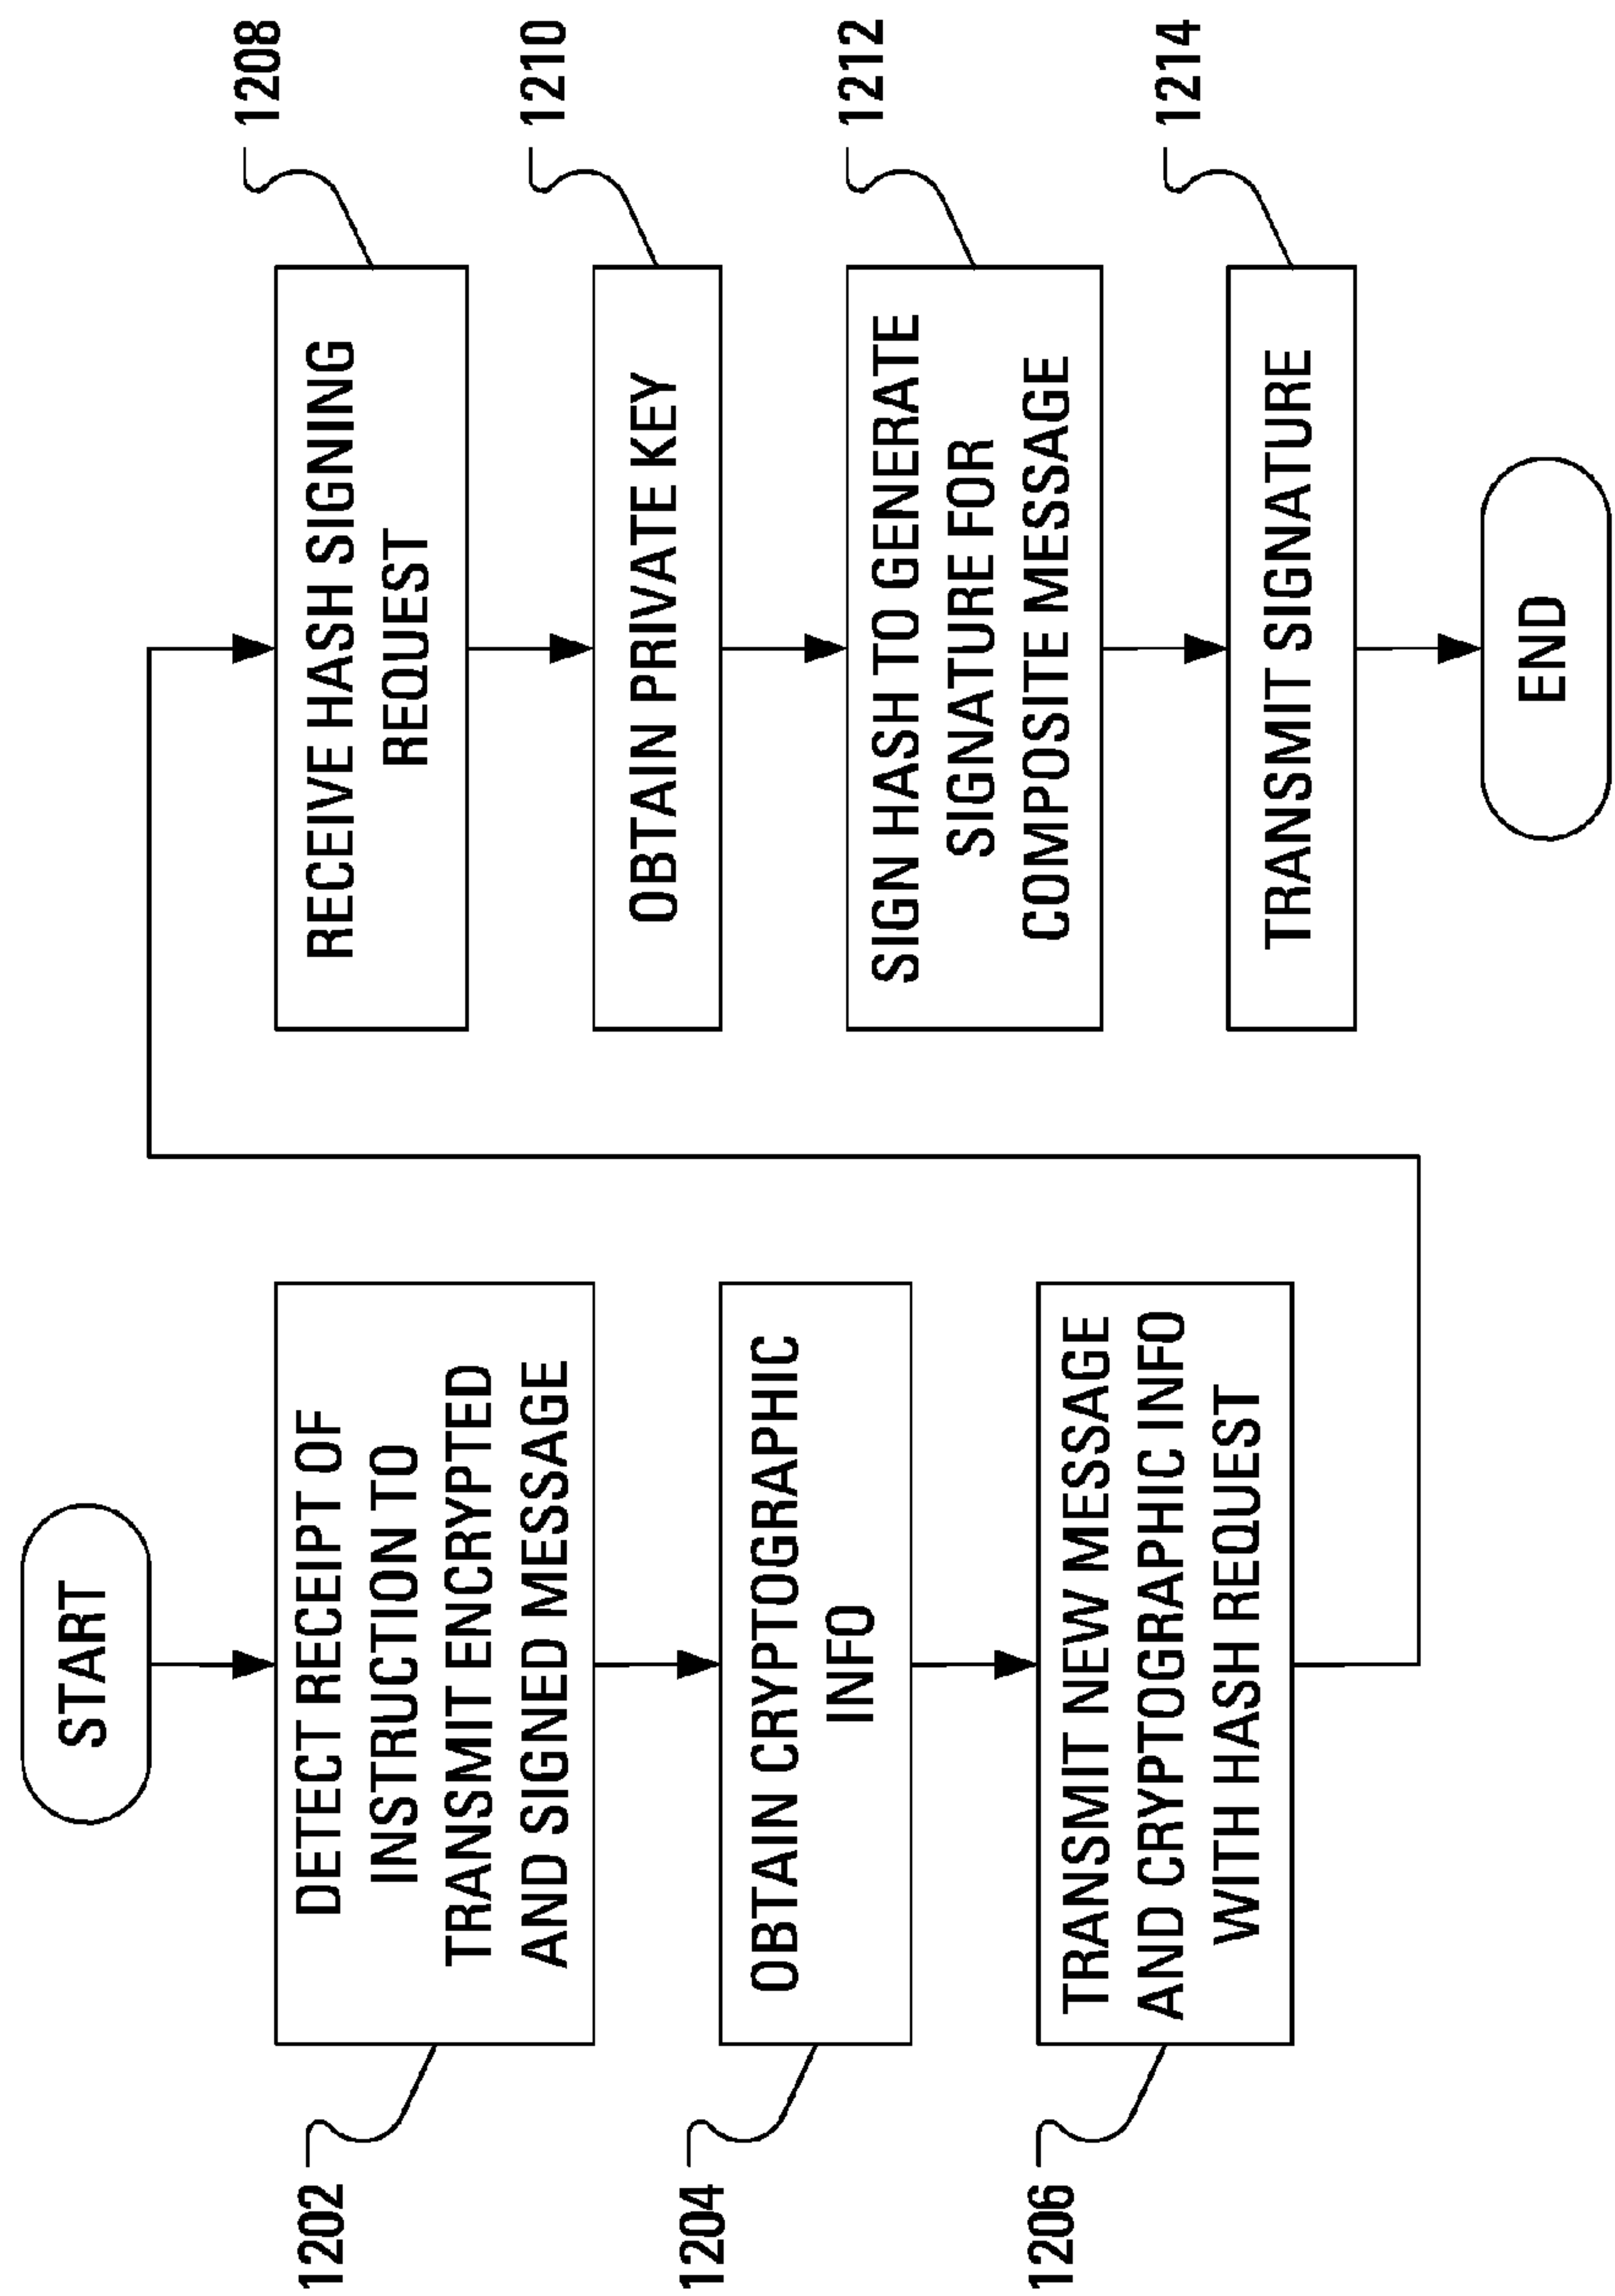 START
DETECT RECEIPT OF
INSTRUCTION TO
TRANSMIT ENCRYPTED
AND SIGNED MESSAGE
1202
OBTAIN CRYPTOGRAPHIC
INFO
1204
TRANSMIT NEW MESSAGE
AND CRYPTOGRAPHIC INFO
WITH HASH REQUEST
1206
RECEIVE HASH SIGNING
REQUEST
1208
OBTAIN PRIVATE KEY
1210
SIGN HASH TO GENERATE
SIGNATURE FOR
COMPOSITE MESSAGE
1212
TRANSMIT SIGNATURE
1214
END